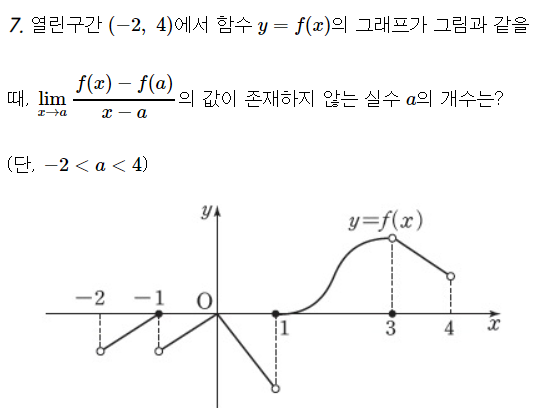 7. 열린구간 (−2, 4)에서 함수 y = f(x)의 그래프가 그림과 같을
때, lim x→a (f(x) − f(a))/(x − a) 의 값이 존재하지 않는 실수 a의 개수는?
(단, −2 < a < 4)
y
y=f(x)
−2 −1 O
1 3 4 x